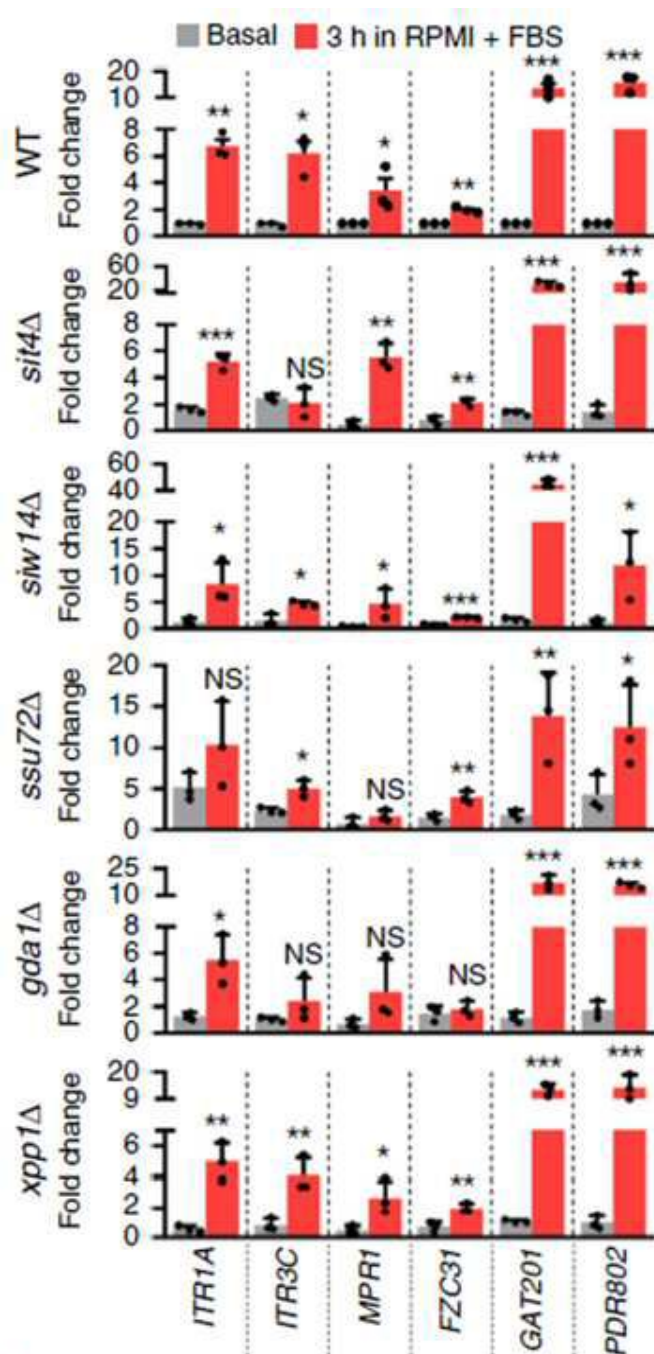 Basal 3 h in RPMI + FBS
WT
Fold change
20
10
8
6
4
2
0
** * * ** *** ***
sit4Δ
Fold change
60
20
8
6
4
2
0
*** NS ** ** *** ***
siw14Δ
Fold change
60
40
20
15
10
5
0
* * * *** *** *
ssu72Δ
Fold change
20
15
10
5
0
NS * NS ** ** *
gda1Δ
Fold change
25
10
8
6
4
2
0
* NS NS NS *** ***
xpp1Δ
Fold change
20
9
6
4
2
0
** ** * ** *** ***
ITR1A ITR3C MPR1 FZC31 GAT201 PDR802